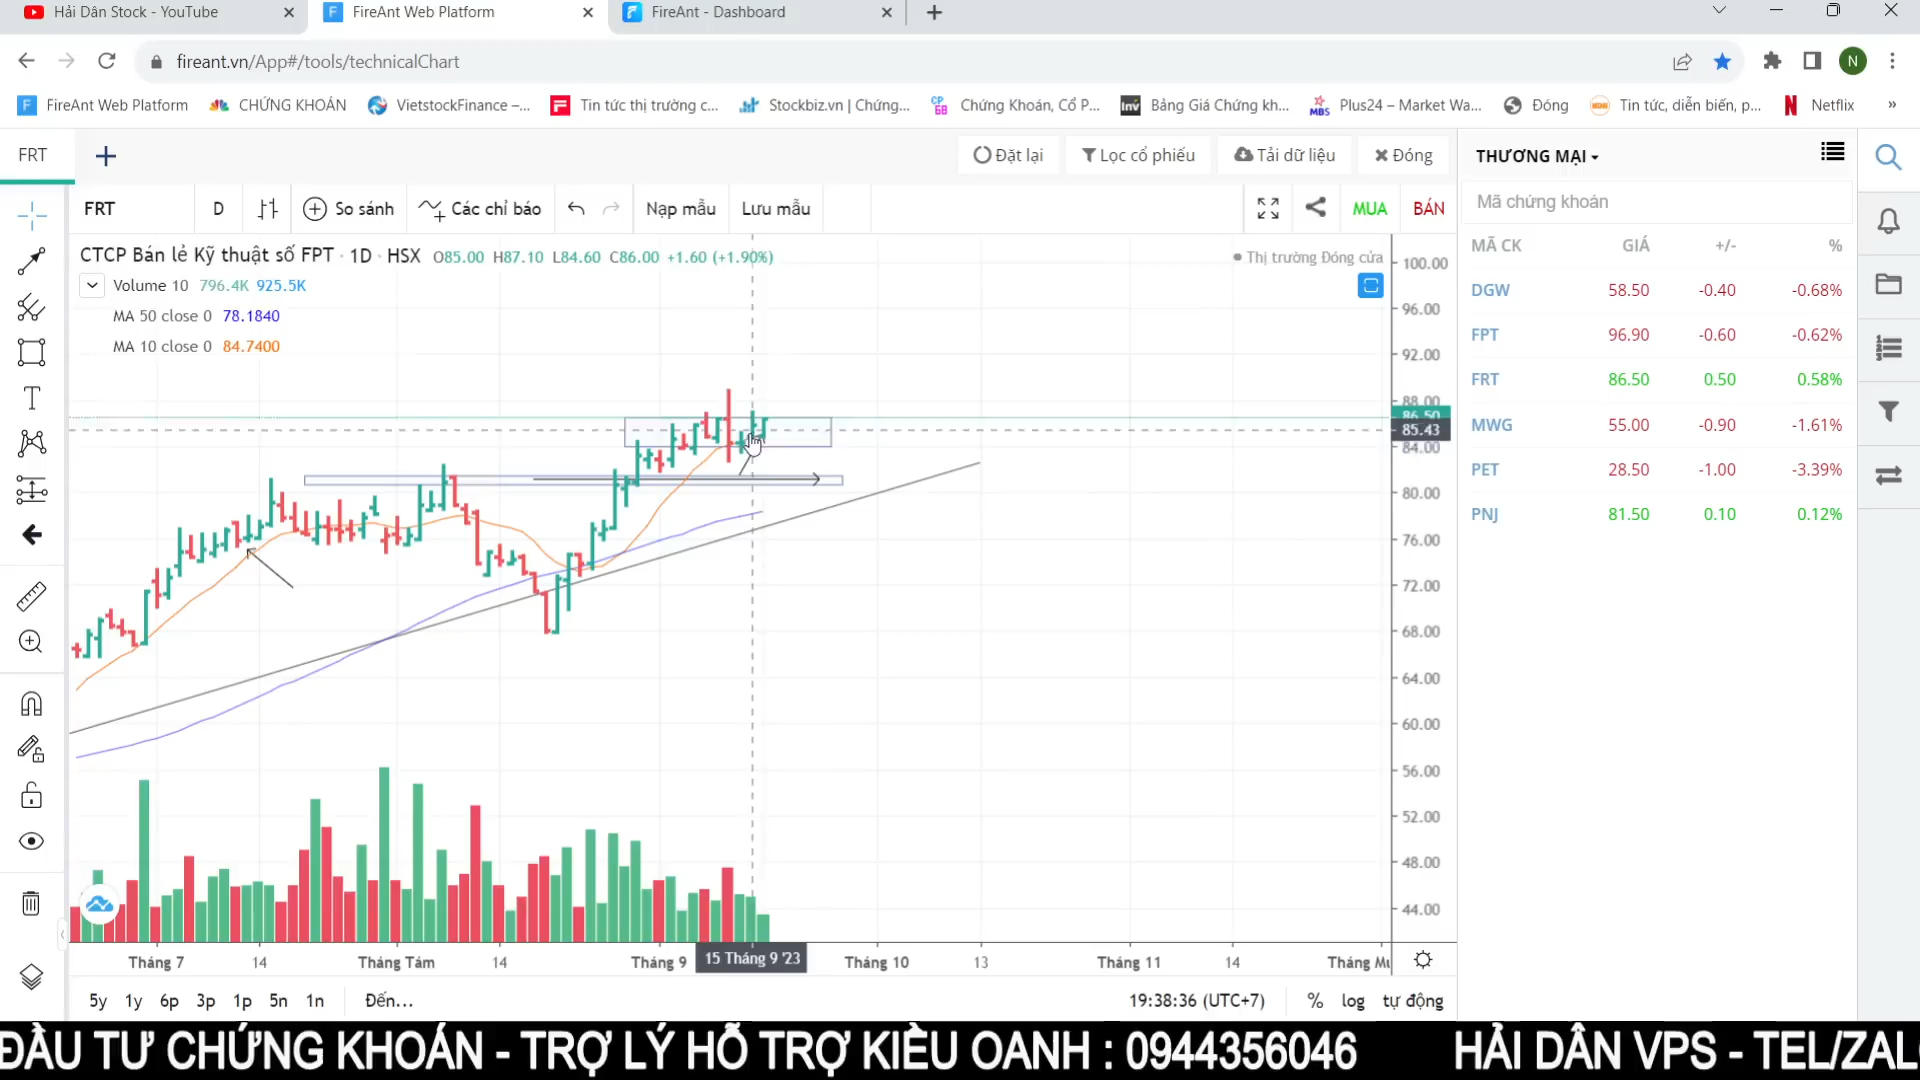 Hải Dân Stock - YouTube
FireAnt Web Platform
FireAnt - Dashboard
fireant.vn/App#/tools/technicalChart
N
FireAnt Web Platform
CHỨNG KHOÁN
VietstockFinance –...
Tin tức thị trường c...
Stockbiz.vn | Chứng...
Chứng Khoán, Cổ P...
Bảng Giá Chứng kh...
Plus24 – Market Wa...
Đóng
Tin tức, diễn biến, p...
Netflix
»
FRT
Đặt lại
Lọc cổ phiếu
Tải dữ liệu
Đóng
THƯƠNG MẠI
FRT
D
So sánh
Các chỉ báo
Nạp mẫu
Lưu mẫu
MUA
BÁN
Mã chứng khoán
CTCP Bán lẻ Kỹ thuật số FPT · 1D · HSX O85.00 H87.10 L84.60 C86.00 +1.60 (+1.90%)
Thị trường Đóng cửa
Volume 10 796.4K 925.5K
MA 50 close 0 78.1840
MA 10 close 0 84.7400
MÃ CK GIÁ +/- %
DGW 58.50 -0.40 -0.68%
FPT 96.90 -0.60 -0.62%
FRT 86.50 0.50 0.58%
MWG 55.00 -0.90 -1.61%
PET 28.50 -1.00 -3.39%
PNJ 81.50 0.10 0.12%
100.00
96.00
92.00
88.00
86.50
85.43
84.00
80.00
76.00
72.00
68.00
64.00
60.00
56.00
52.00
48.00
44.00
Tháng 7 14 Tháng Tám 14 Tháng 9 15 Tháng 9 '23 Tháng 10 13 Tháng 11 14
5y 1y 6p 3p 1p 5n 1n Đến...
19:38:36 (UTC+7) % log tự động
ĐẦU TƯ CHỨNG KHOÁN - TRỢ LÝ HỖ TRỢ KIỀU OANH : 0944356046 HẢI DÂN VPS - TEL/ZAL